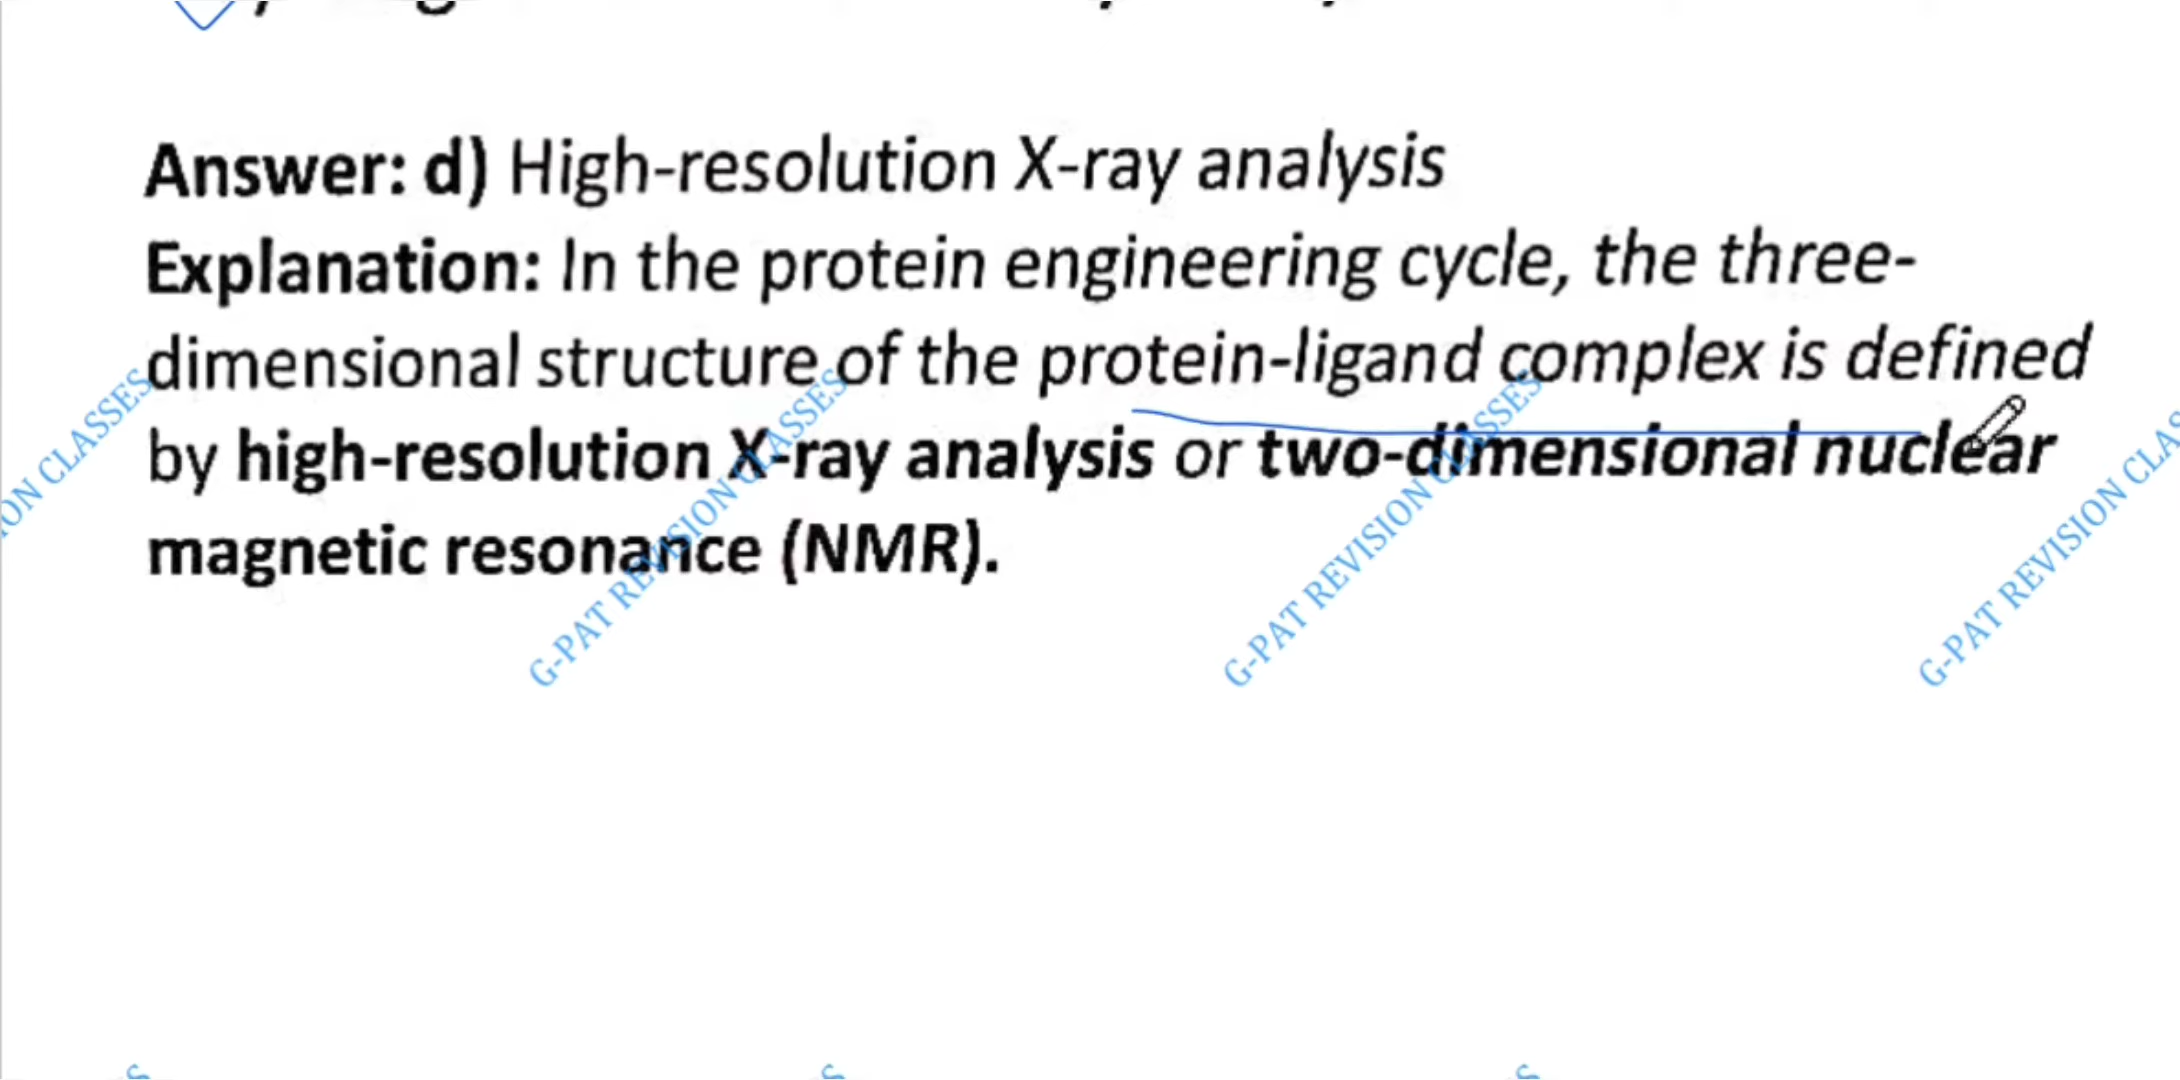 Answer: d) High-resolution X-ray analysis
Explanation: In the protein engineering cycle, the three-
dimensional structure of the protein-ligand complex is defined
by high-resolution X-ray analysis or two-dimensional nuclear
magnetic resonance (NMR).
ION CLASSES
G-PAT REVISION CLASSES
G-PAT REVISION CLASSES
G-PAT REVISION CLAS